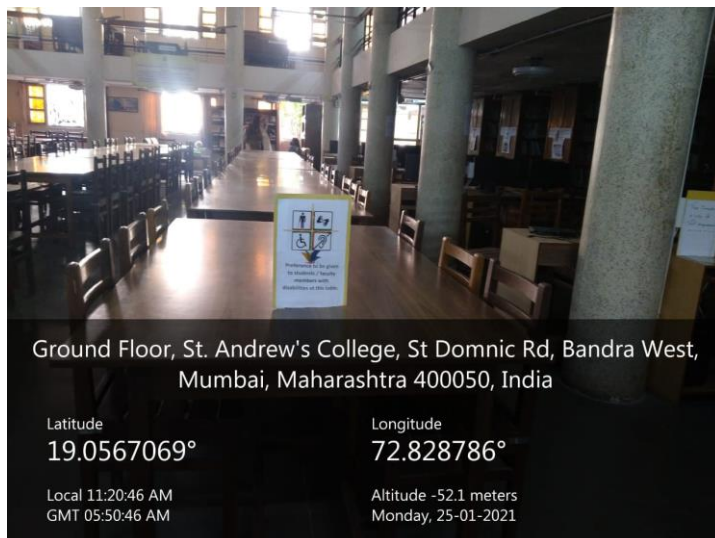 Preference to be given
to students / faculty
members with
disabilities at this table
Ground Floor, St. Andrew's College, St Domnic Rd, Bandra West,
Mumbai, Maharashtra 400050, India
Latitude
19.0567069°
Longitude
72.828786°
Local 11:20:46 AM
GMT 05:50:46 AM
Altitude -52.1 meters
Monday, 25-01-2021